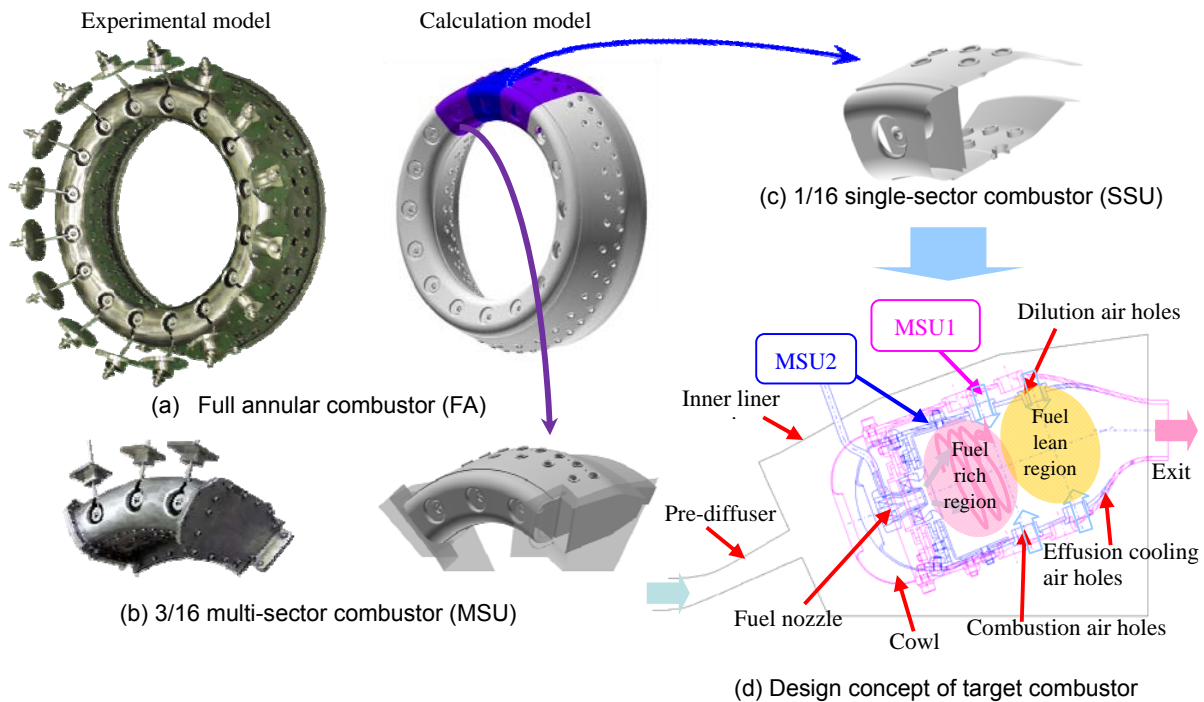 Experimental model
Calculation model
(c) 1/16 single-sector combustor (SSU)
(a) Full annular combustor (FA)
MSU1
Dilution air holes
MSU2
Inner liner
Fuel
lean
region
Fuel
rich
region
Exit
Pre-diffuser
Effusion cooling
air holes
(b) 3/16 multi-sector combustor (MSU)
Fuel nozzle
Cowl
Combustion air holes
(d) Design concept of target combustor